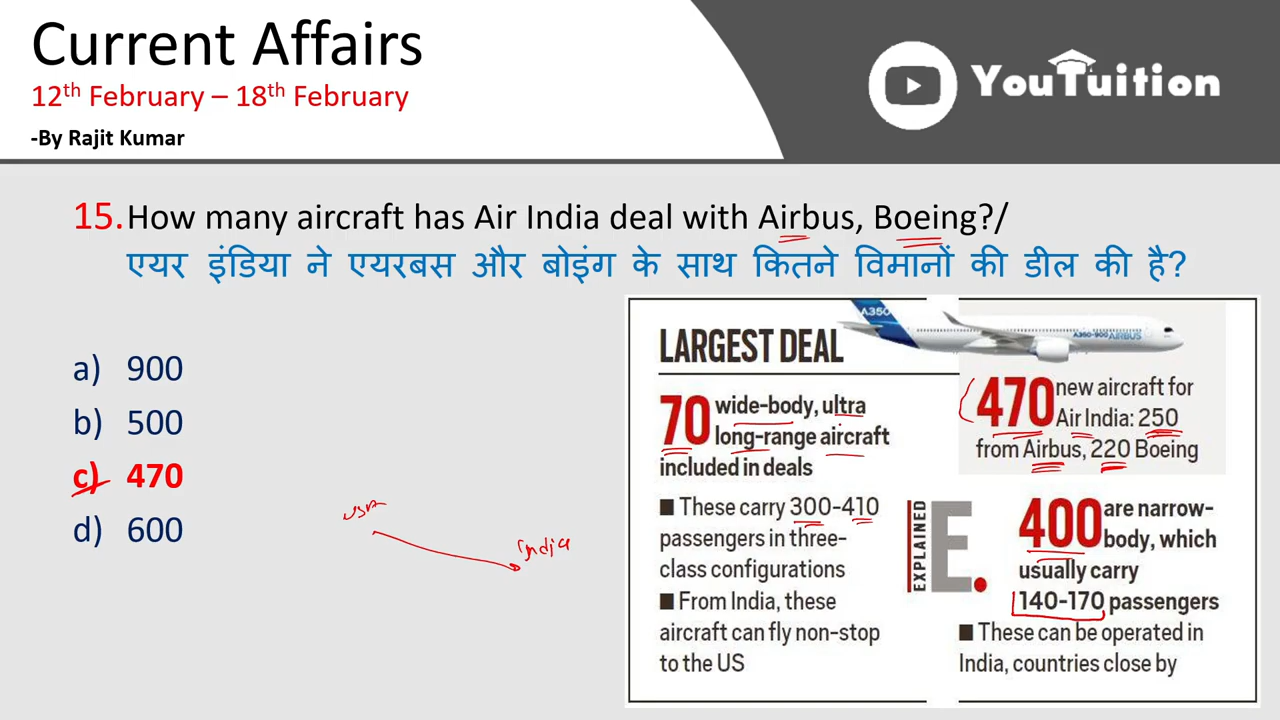 Current Affairs
12th February – 18th February
-By Rajit Kumar
YouTuition
15. How many aircraft has Air India deal with Airbus, Boeing?/
एयर इंडिया ने एयरबस और बोइंग के साथ कितने विमानों की डील की है?
a) 900
b) 500
c) 470
d) 600
USA
India
A350
A350-900 AIRBUS
LARGEST DEAL
70 wide-body, ultra
long-range aircraft
included in deals
■ These carry 300-410
passengers in three-
class configurations
■ From India, these
aircraft can fly non-stop
to the US
470 new aircraft for
Air India: 250
from Airbus, 220 Boeing
EXPLAINED
E.
400 are narrow-
body, which
usually carry
140-170 passengers
■ These can be operated in
India, countries close by